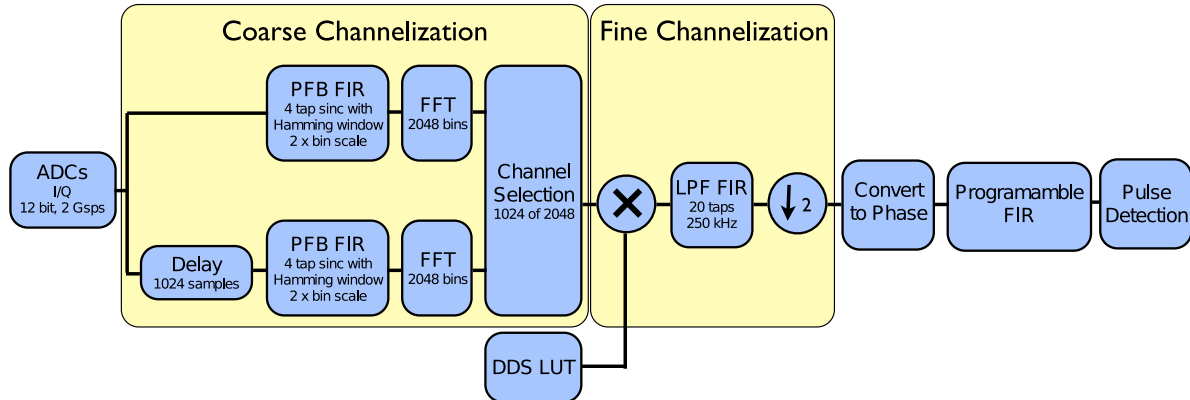 Coarse Channelization
Fine Channelization
PFB FIR
4 tap sinc with
Hamming window
2 x bin scale
FFT
2048 bins
ADCs
I/Q
12 bit, 2 Gsps
Channel
Selection
1024 of 2048
LPF FIR
20 taps
250 kHz
2
Convert
to Phase
Programamble
FIR
Pulse
Detection
Delay
1024 samples
PFB FIR
4 tap sinc with
Hamming window
2 x bin scale
FFT
2048 bins
DDS LUT